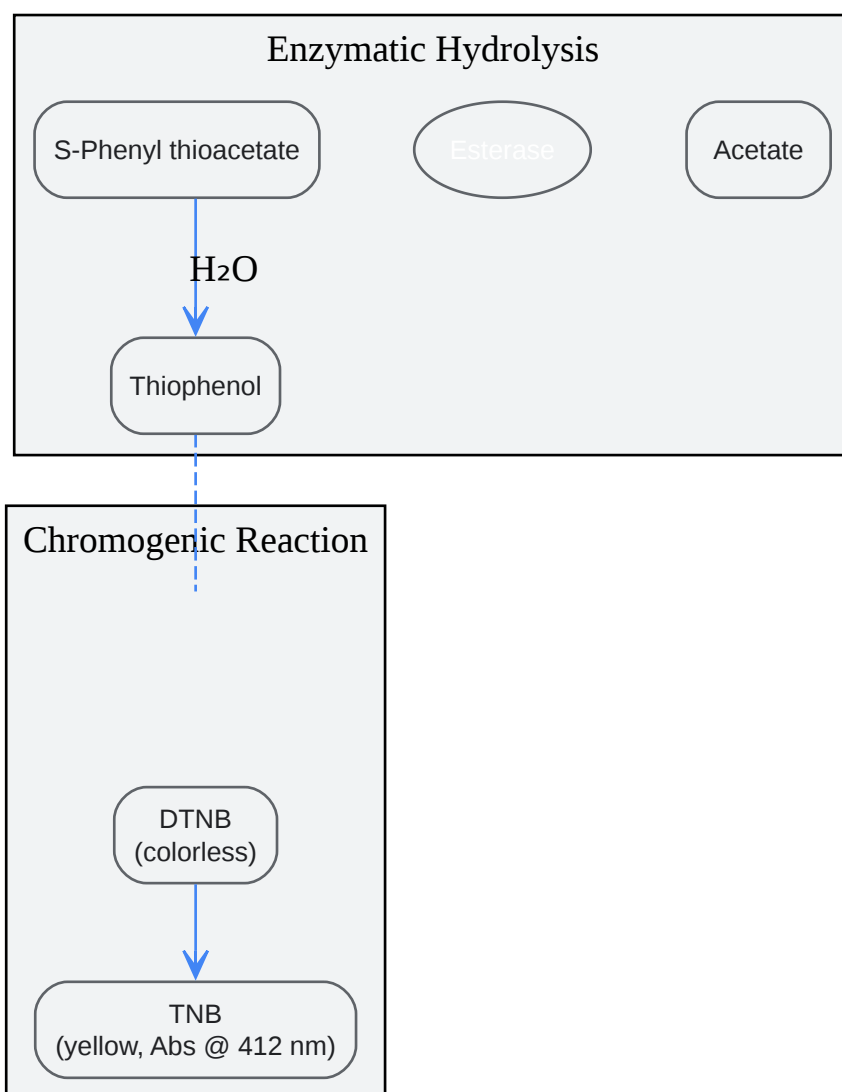 Enzymatic Hydrolysis
S-Phenyl thioacetate
Esterase
Acetate
H₂O
Thiophenol
Chromogenic Reaction
DTNB
(colorless)
TNB
(yellow, Abs @ 412 nm)